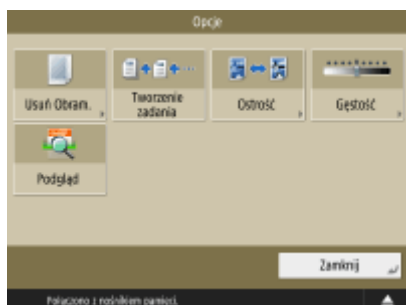 Opcje
Usuń Obram.
Tworzenie
zadania
Ostrość
Gęstość
Podgląd
Zamknij
Połączono z nośnikiem pamięci.